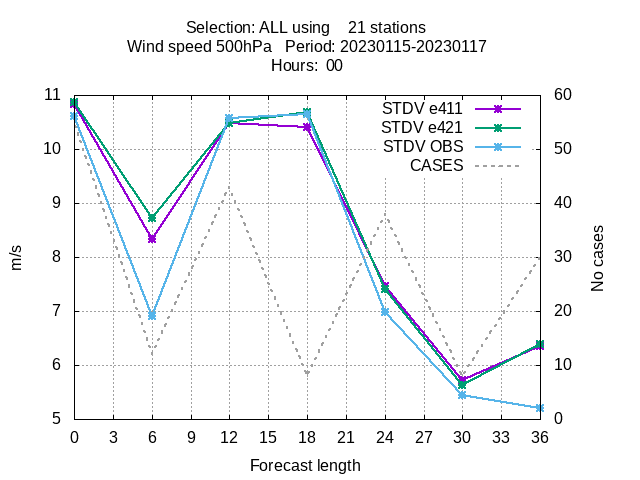 Selection: ALL using    21 stations
Wind speed 500hPa   Period: 20230115-20230117
Hours:  00
STDV e411
STDV e421
STDV OBS
CASES
11
10
9
8
7
6
5
m/s
60
50
40
30
20
10
0
No cases
0 3 6 9 12 15 18 21 24 27 30 33 36
Forecast length